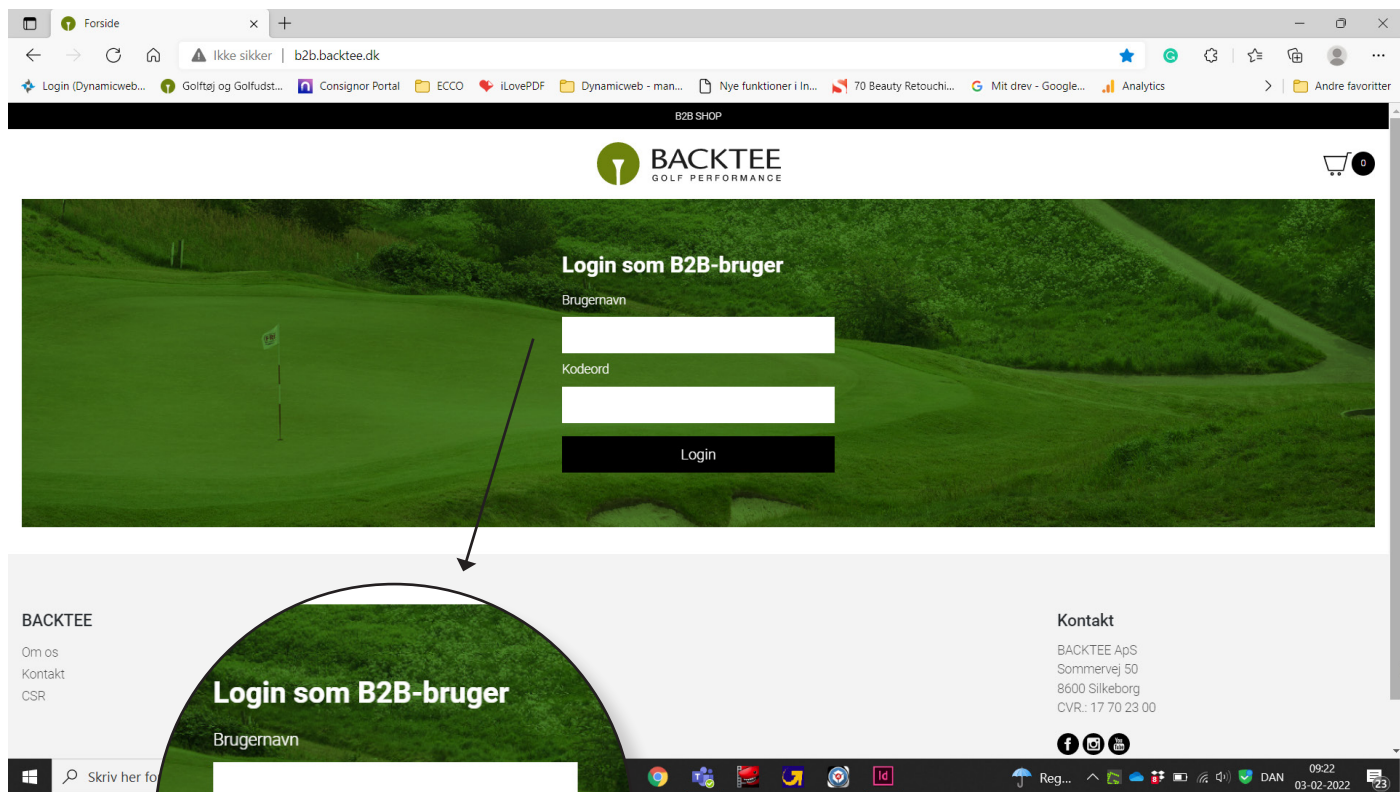 Forside
Ikke sikker | b2b.backtee.dk
Login (Dynamicweb... Golftøj og Golfudst... Consignor Portal ECCO iLovePDF Dynamicweb - man... Nye funktioner i In... 70 Beauty Retouchi... Mit drev - Google... Analytics Andre favoritter
B2B SHOP
BACKTEE
GOLF PERFORMANCE
0
Login som B2B-bruger
Brugernavn
Kodeord
Login
BACKTEE
Om os
Kontakt
CSR
Kontakt
BACKTEE ApS
Sommervej 50
8600 Silkeborg
CVR.: 17 70 23 00
Login som B2B-bruger
Brugernavn
Skriv her fo
Id
Reg...
DAN
09:22
03-02-2022
23